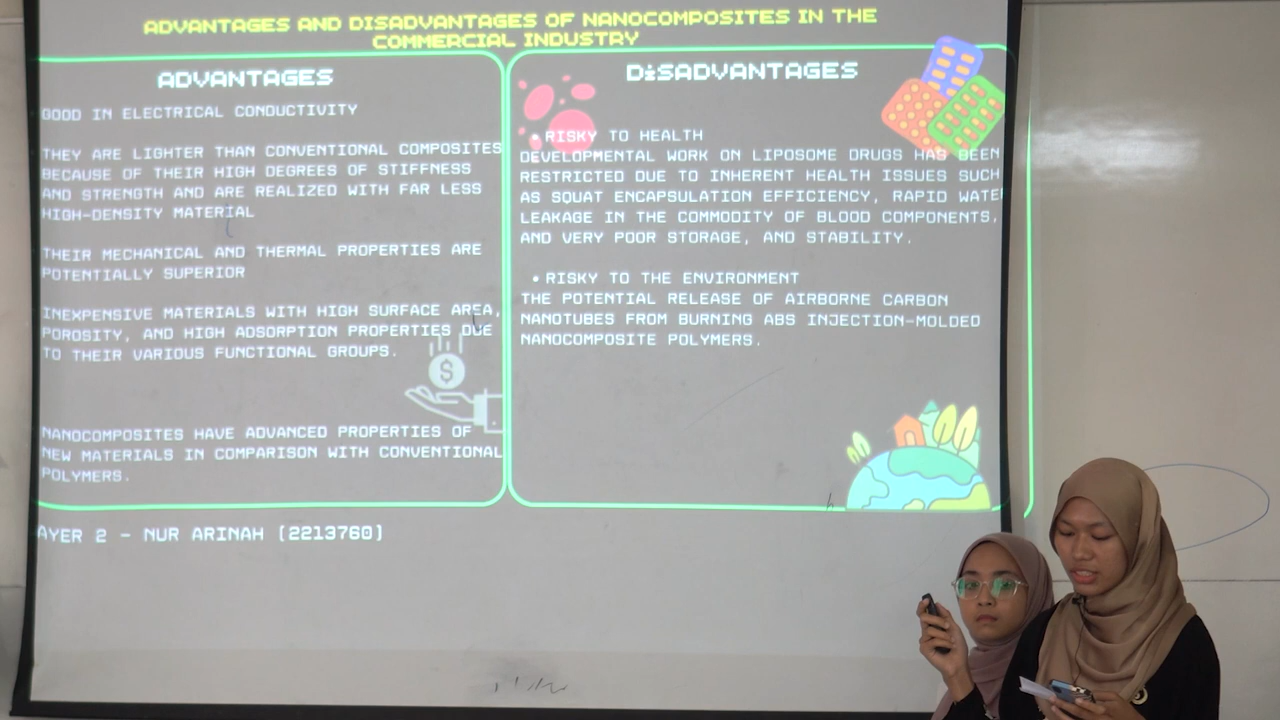 ADVANTAGES AND DISADVANTAGES OF NANOCOMPOSITES IN THE
COMMERCIAL INDUSTRY
ADVANTAGES
GOOD IN ELECTRICAL CONDUCTIVITY
THEY ARE LIGHTER THAN CONVENTIONAL COMPOSITES
BECAUSE OF THEIR HIGH DEGREES OF STIFFNESS
AND STRENGTH AND ARE REALIZED WITH FAR LESS
HIGH-DENSITY MATERIAL
THEIR MECHANICAL AND THERMAL PROPERTIES ARE
POTENTIALLY SUPERIOR
INEXPENSIVE MATERIALS WITH HIGH SURFACE AREA,
POROSITY, AND HIGH ADSORPTION PROPERTIES DUE
TO THEIR VARIOUS FUNCTIONAL GROUPS.
$
NANOCOMPOSITES HAVE ADVANCED PROPERTIES OF
NEW MATERIALS IN COMPARISON WITH CONVENTIONAL
POLYMERS.
DISADVANTAGES
• RISKY TO HEALTH
DEVELOPMENTAL WORK ON LIPOSOME DRUGS HAS BEEN
RESTRICTED DUE TO INHERENT HEALTH ISSUES SUCH
AS SQUAT ENCAPSULATION EFFICIENCY, RAPID WATE
LEAKAGE IN THE COMMODITY OF BLOOD COMPONENTS,
AND VERY POOR STORAGE, AND STABILITY.
• RISKY TO THE ENVIRONMENT
THE POTENTIAL RELEASE OF AIRBORNE CARBON
NANOTUBES FROM BURNING ABS INJECTION-MOLDED
NANOCOMPOSITE POLYMERS.
AYER 2 - NUR ARINAH (2213760)